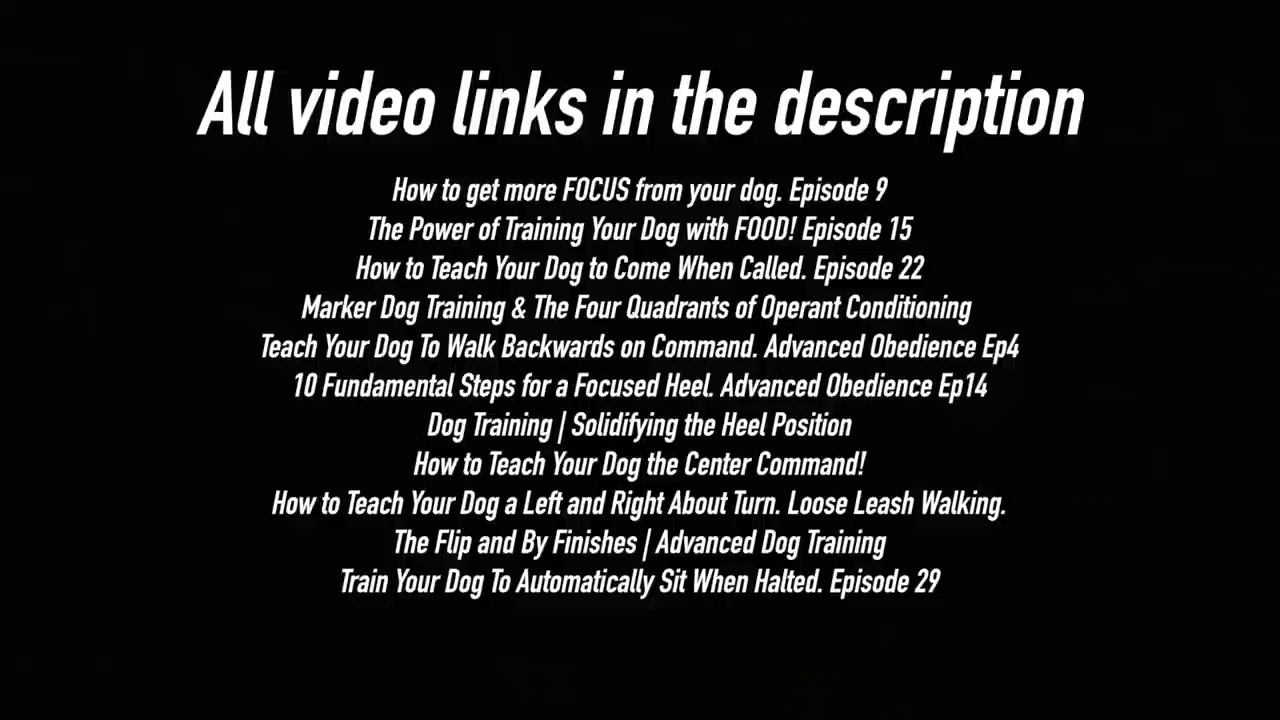 All video links in the description
How to get more FOCUS from your dog. Episode 9
The Power of Training Your Dog with FOOD! Episode 15
How to Teach Your Dog to Come When Called. Episode 22
Marker Dog Training & The Four Quadrants of Operant Conditioning
Teach Your Dog To Walk Backwards on Command. Advanced Obedience Ep4
10 Fundamental Steps for a Focused Heel. Advanced Obedience Ep14
Dog Training | Solidifying the Heel Position
How to Teach Your Dog the Center Command!
How to Teach Your Dog a Left and Right About Turn. Loose Leash Walking.
The Flip and By Finishes | Advanced Dog Training
Train Your Dog To Automatically Sit When Halted. Episode 29